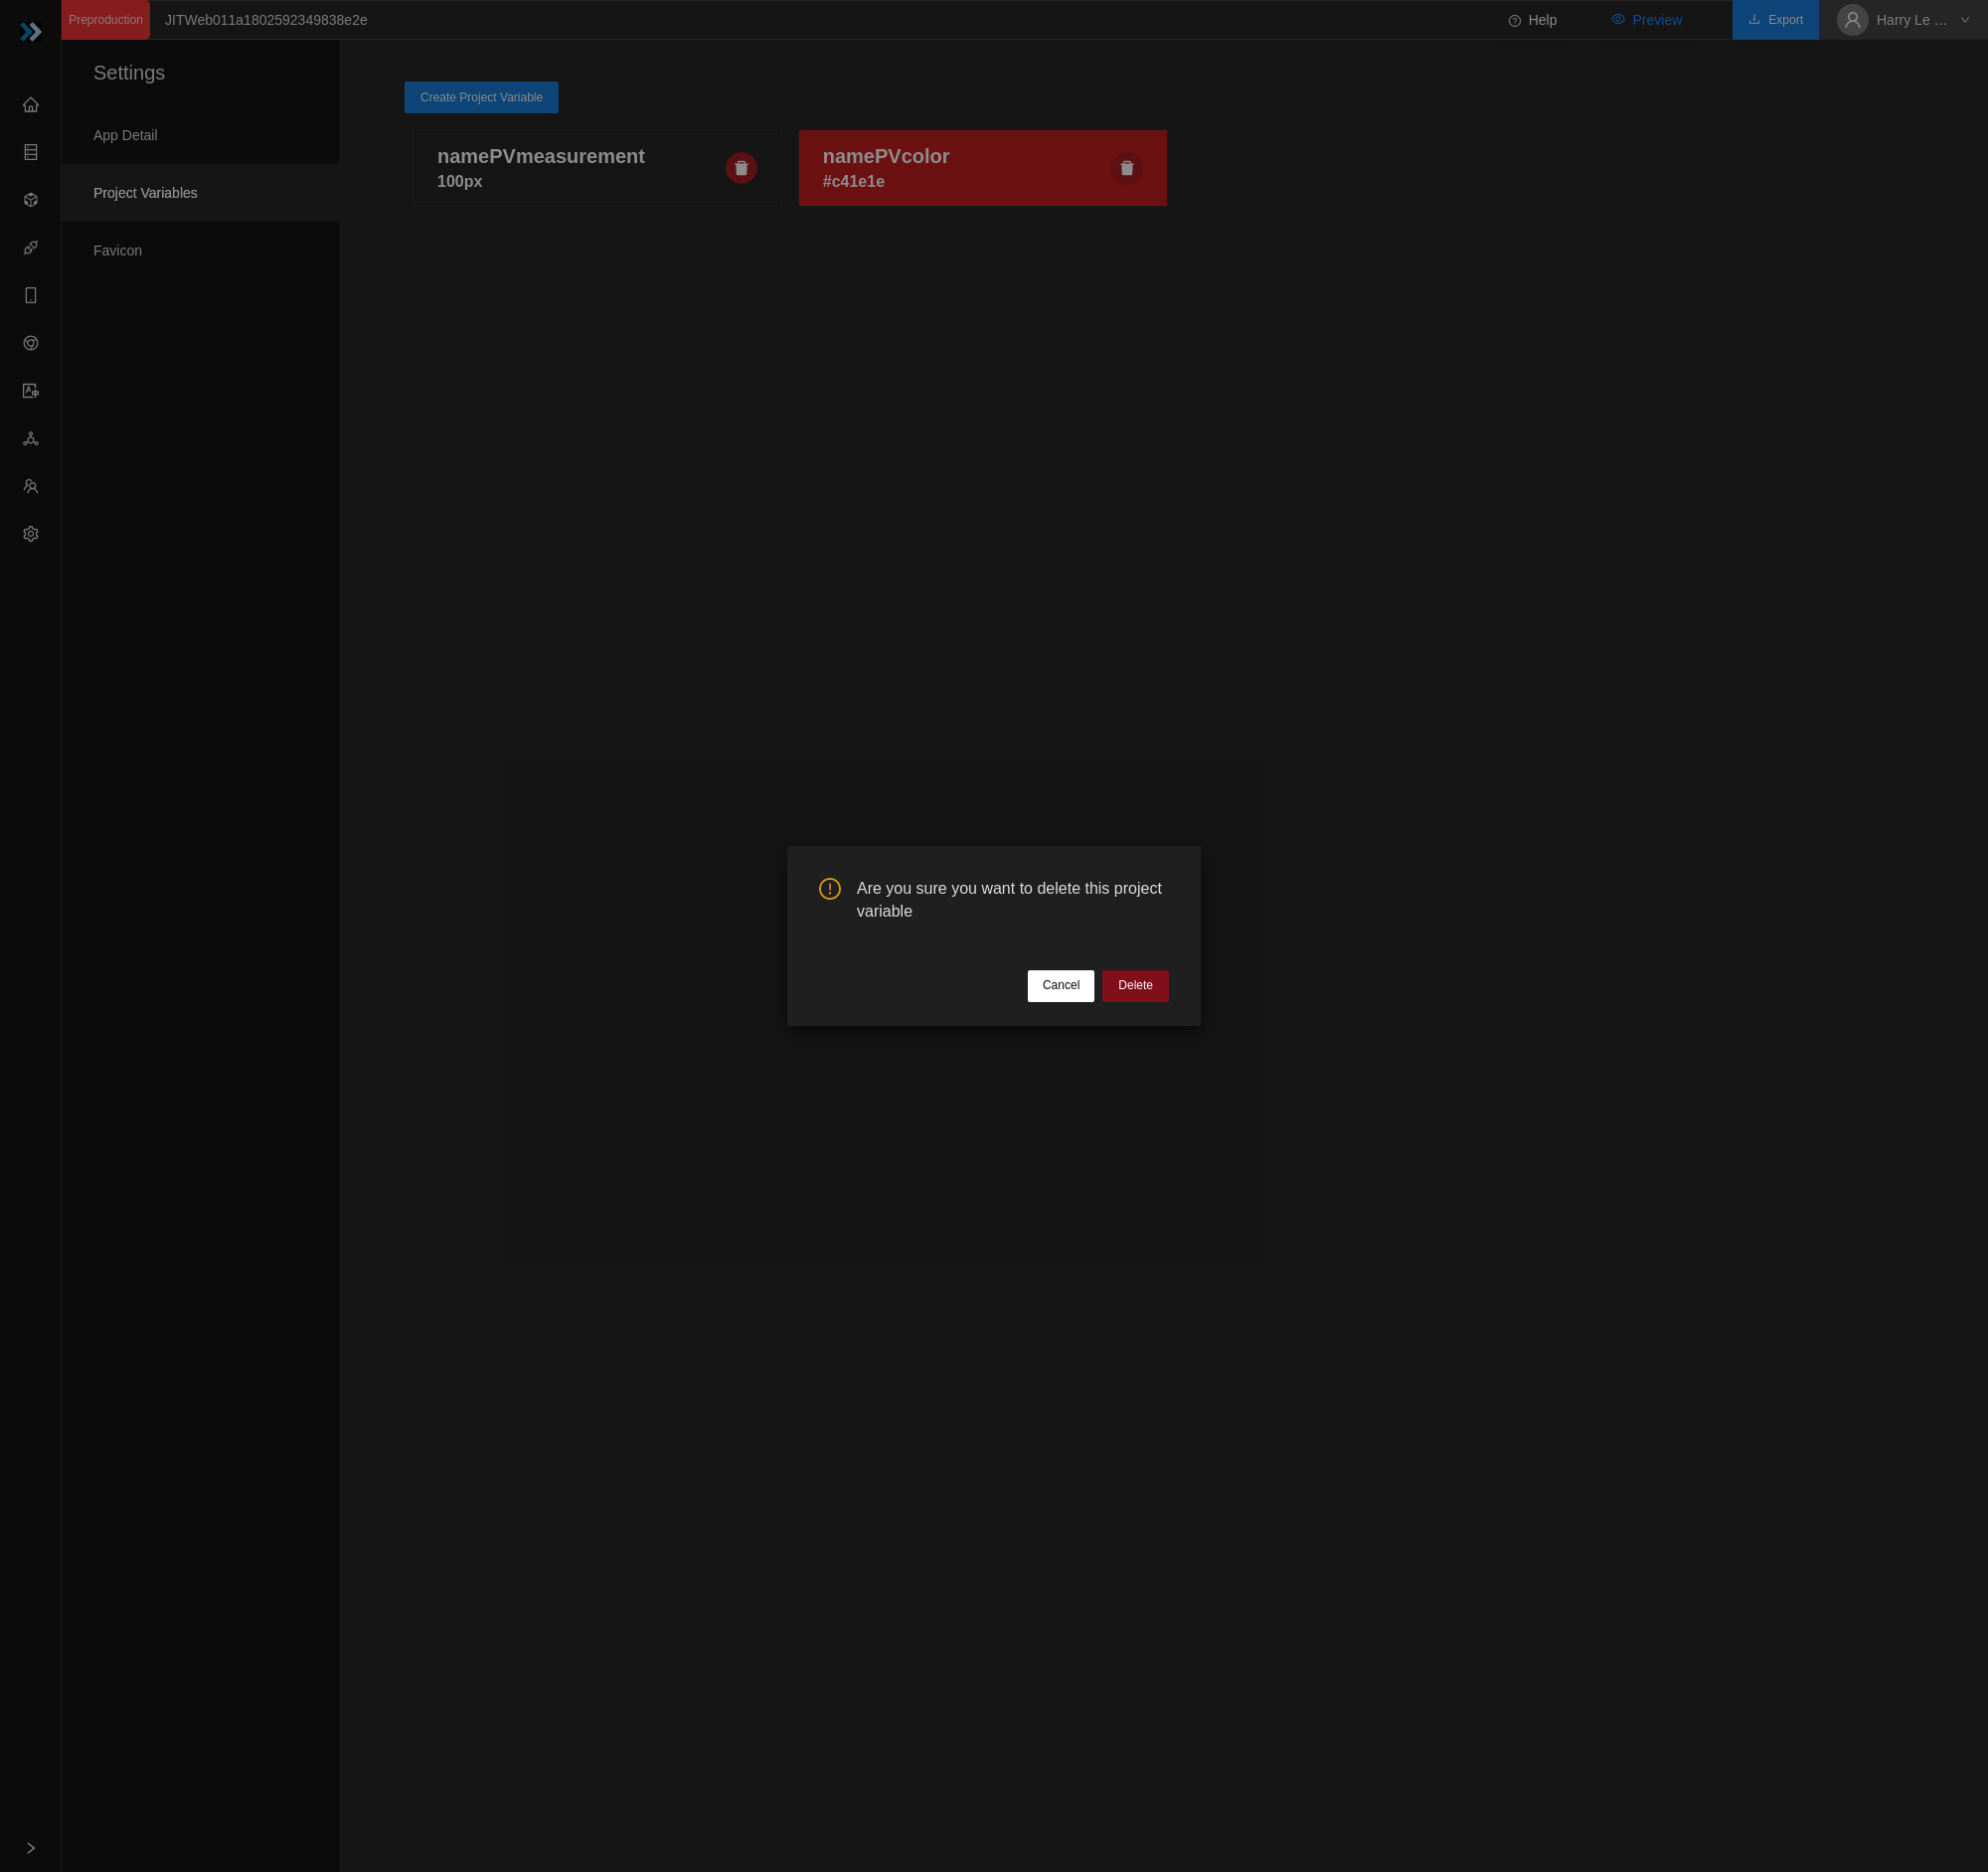 Preproduction
JITWeb011a1802592349838e2e
Help
Preview
Export
Harry Le ...
Settings
App Detail
Project Variables
Favicon
Create Project Variable
namePVmeasurement
100px
namePVcolor
#c41e1e
Are you sure you want to delete this project
variable
Cancel
Delete